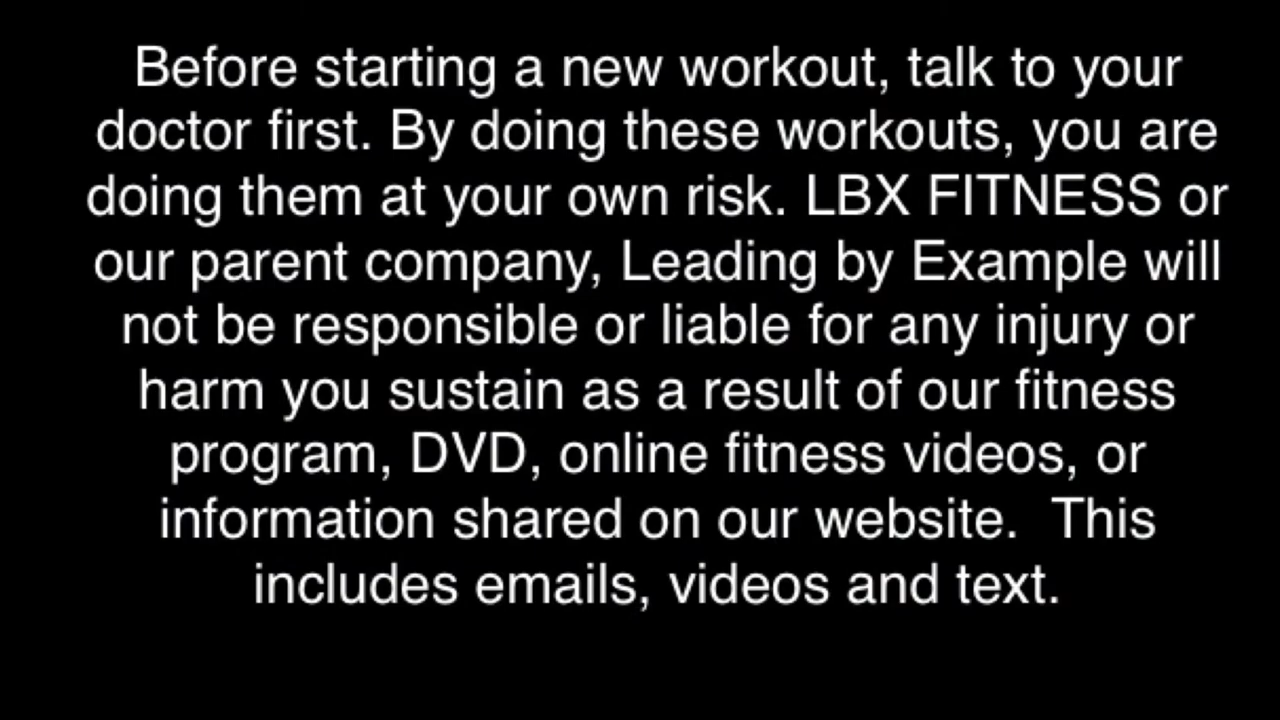 Before starting a new workout, talk to your
doctor first. By doing these workouts, you are
doing them at your own risk. LBX FITNESS or
our parent company, Leading by Example will
not be responsible or liable for any injury or
harm you sustain as a result of our fitness
program, DVD, online fitness videos, or
information shared on our website.  This
includes emails, videos and text.